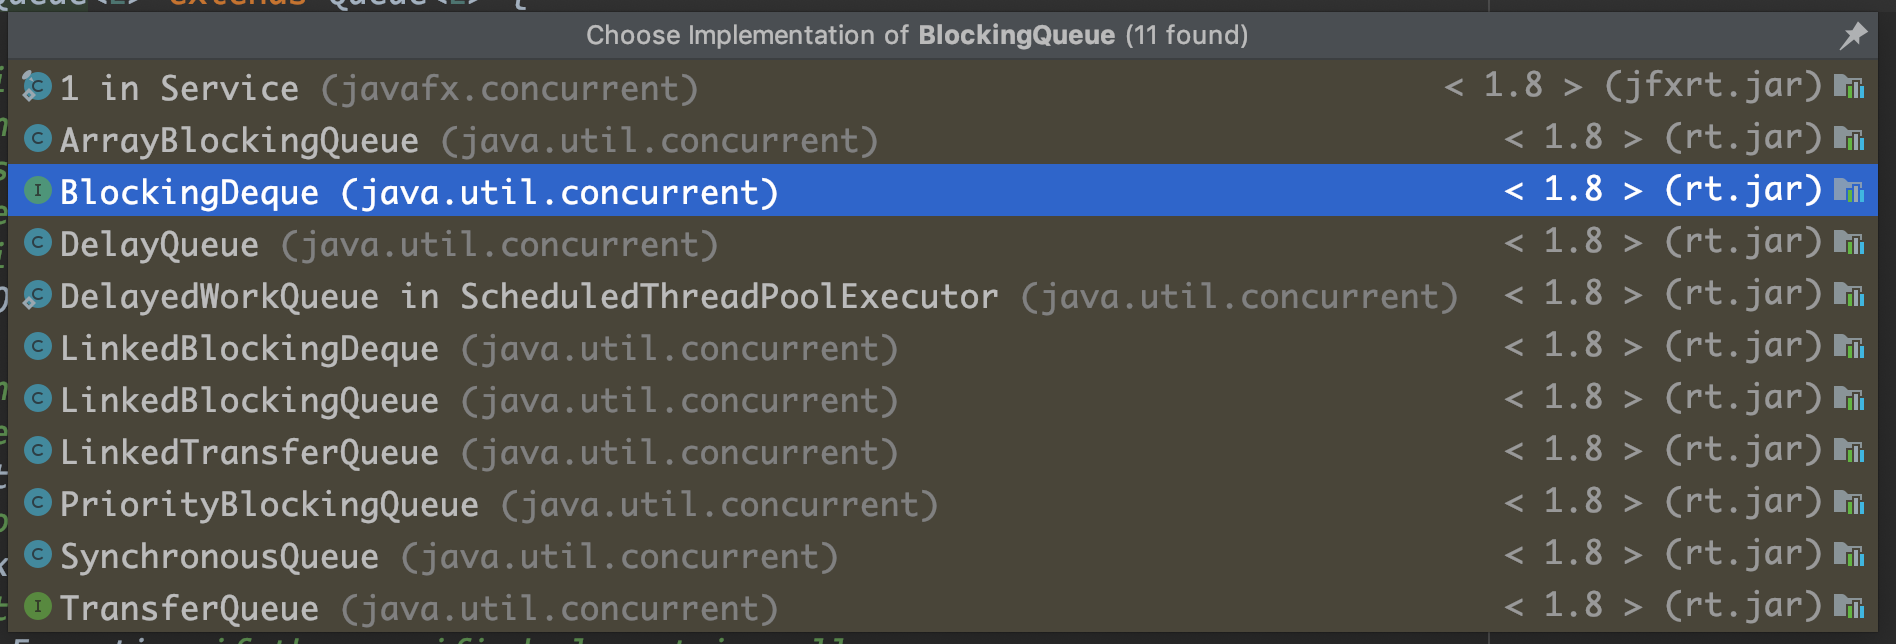 Queue<E> extends Queue<E> {
Choose Implementation of BlockingQueue (11 found)
1 in Service (javafx.concurrent) < 1.8 > (jfxrt.jar)
ArrayBlockingQueue (java.util.concurrent) < 1.8 > (rt.jar)
BlockingDeque (java.util.concurrent) < 1.8 > (rt.jar)
DelayQueue (java.util.concurrent) < 1.8 > (rt.jar)
DelayedWorkQueue in ScheduledThreadPoolExecutor (java.util.concurrent) < 1.8 > (rt.jar)
LinkedBlockingDeque (java.util.concurrent) < 1.8 > (rt.jar)
LinkedBlockingQueue (java.util.concurrent) < 1.8 > (rt.jar)
LinkedTransferQueue (java.util.concurrent) < 1.8 > (rt.jar)
PriorityBlockingQueue (java.util.concurrent) < 1.8 > (rt.jar)
SynchronousQueue (java.util.concurrent) < 1.8 > (rt.jar)
TransferQueue (java.util.concurrent) < 1.8 > (rt.jar)